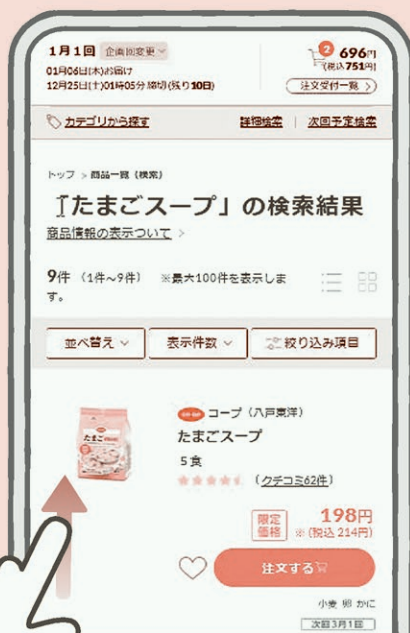 1月1回 企画回変更
2 696円
(税込751円)
01月06日(木)お届け
12月25日(土)01時05分 締切(残り10日)
注文受付一覧 >
カテゴリから探す
詳細検索 | 次回予定検索
トップ > 商品一覧(検索)
「たまごスープ」の検索結果
商品情報の表示ついて >
9件 (1件~9件) ※最大100件を表示しま
す。
並べ替え
表示件数
絞り込み項目
コープ(八戸東洋)
たまごスープ
5食
(クチコミ62件)
限定
価格
198円
※(税込 214円)
注文する
小麦 卵 かに
次回3月1回
たまご